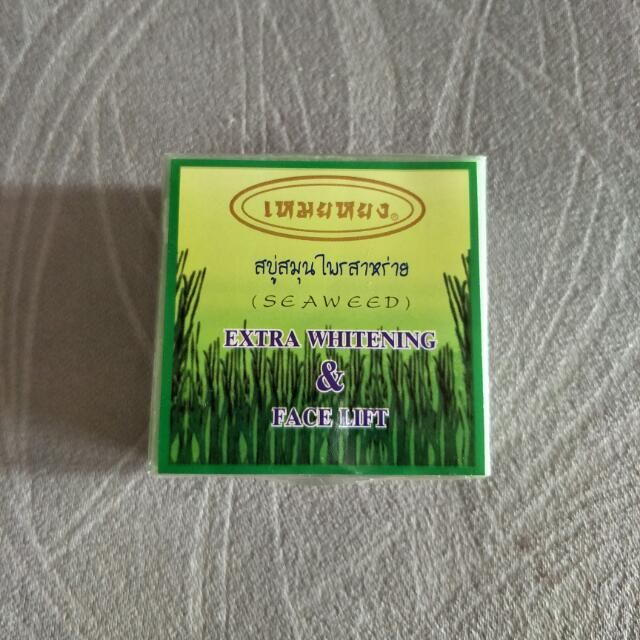 เหมยหยง®
สบู่สมุนไพรสาหร่าย
(SEAWEED)
EXTRA WHITENING
&
FACE LIFT